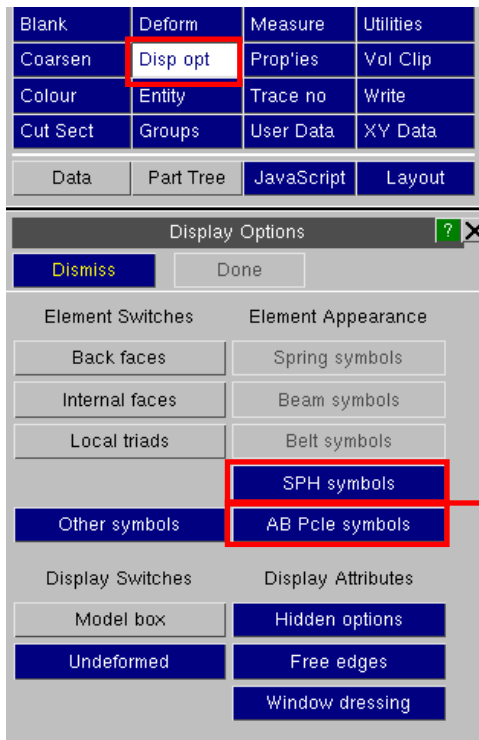 Blank Deform Measure Utilities
Coarsen Disp opt Prop'ies Vol Clip
Colour Entity Trace no Write
Cut Sect Groups User Data XY Data
Data Part Tree JavaScript Layout
Display Options ? X
Dismiss Done
Element Switches Element Appearance
Back faces Spring symbols
Internal faces Beam symbols
Local triads Belt symbols
SPH symbols
Other symbols AB Pcle symbols
Display Switches Display Attributes
Model box Hidden options
Undeformed Free edges
Window dressing